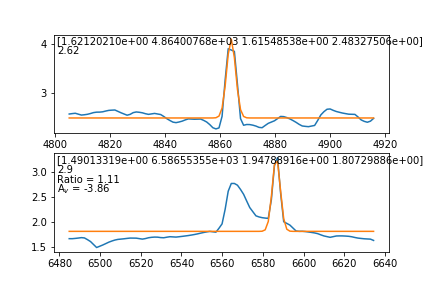 [1.62120210e+00 4.86400768e+03 1.61548538e+00 2.48327506e+00]
2.62
4
3
4800 4820 4840 4860 4880 4900 4920
[1.49013319e+00 6.58655355e+03 1.94788916e+00 1.80729886e+00]
2.9
Ratio = 1.11
Av = -3.86
3.0
2.5
2.0
1.5
6480 6500 6520 6540 6560 6580 6600 6620 6640